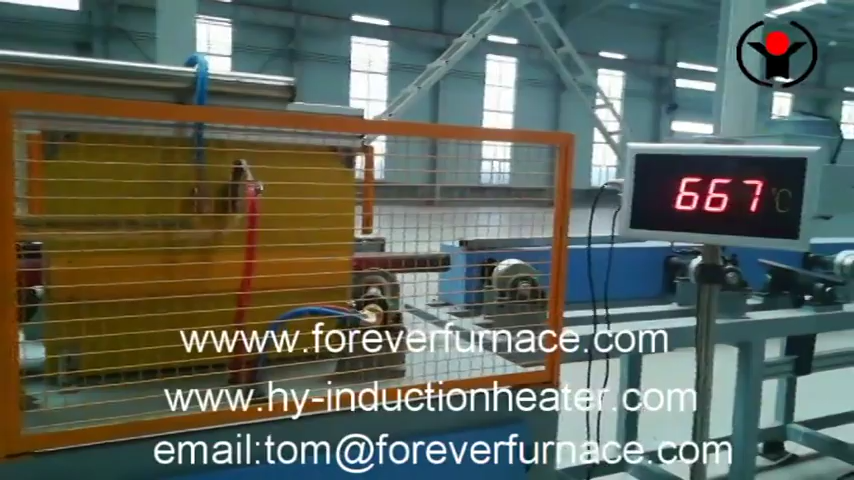 667 °C
www.foreverfurnace.com
www.hy-inductionheater.com
email:tom@foreverfurnace.com